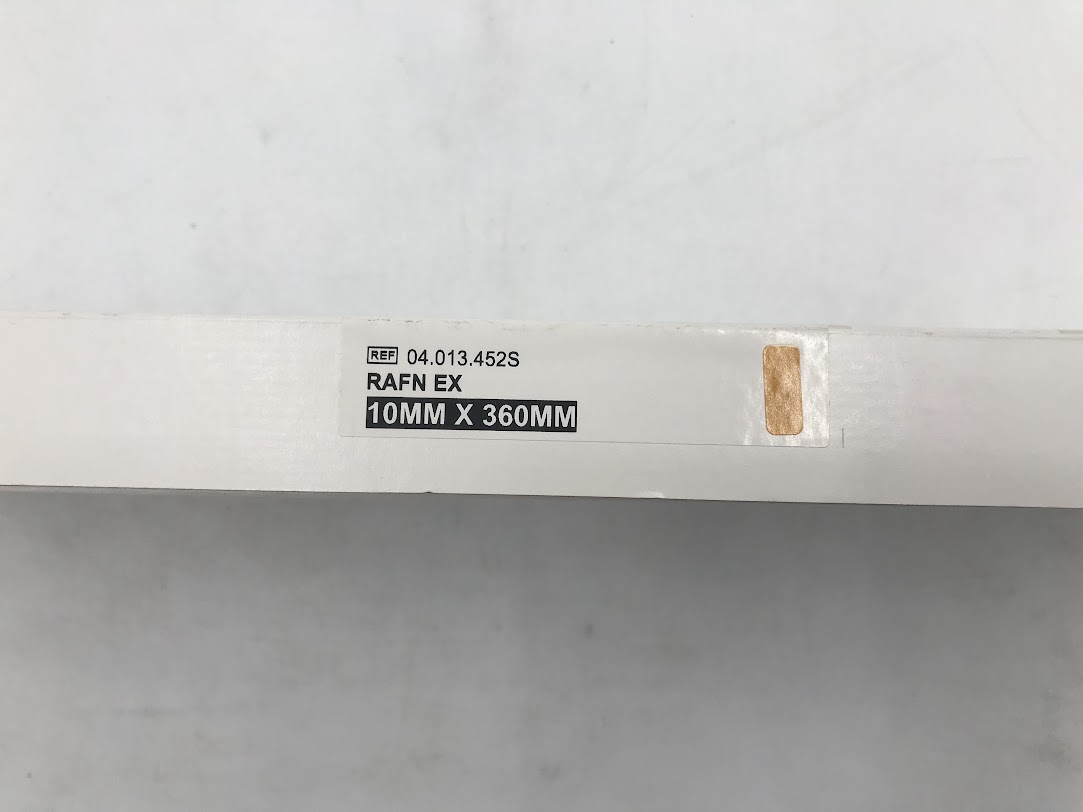 REF 04.013.452S
RAFN EX
10MM X 360MM